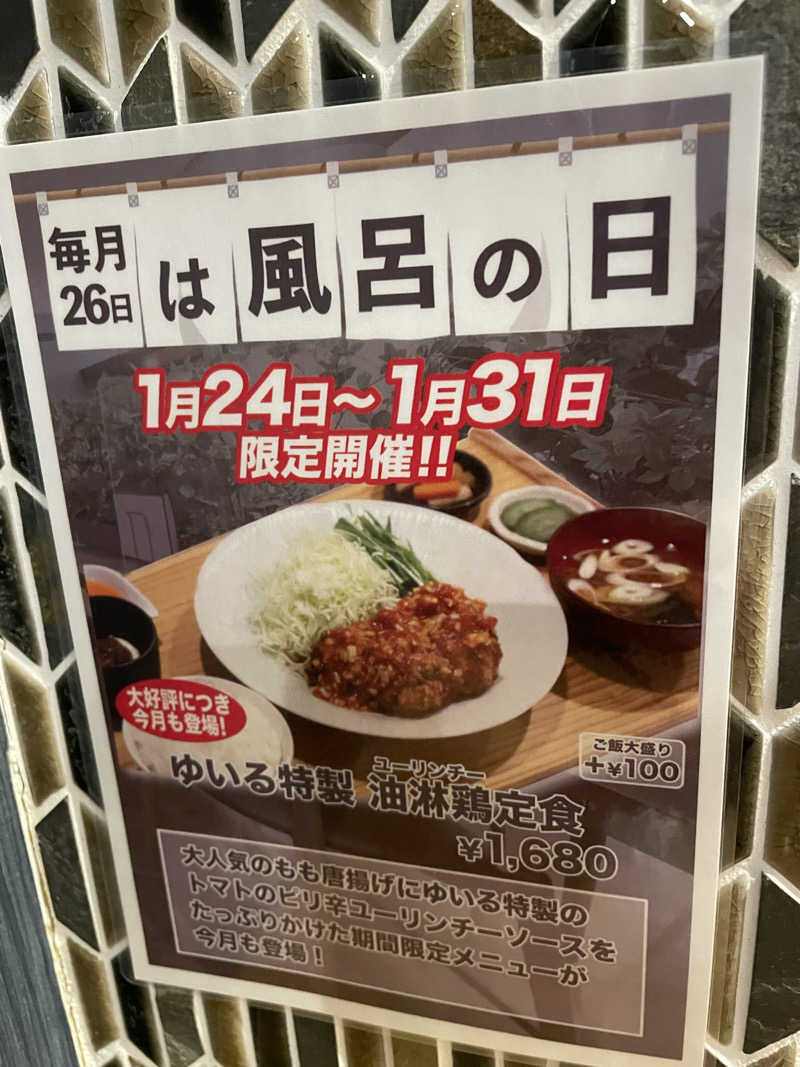 毎月
26日
は風呂の日
1月24日～1月31日
限定開催!!
大好評につき
今月も登場!
ご飯大盛り
+¥100
ユーリンチー
ゆいる特製 油淋鶏定食
¥1,680
大人気のもも唐揚げにゆいる特製の
トマトのピリ辛ユーリンチーソースを
たっぷりかけた期間限定メニューが
今月も登場！